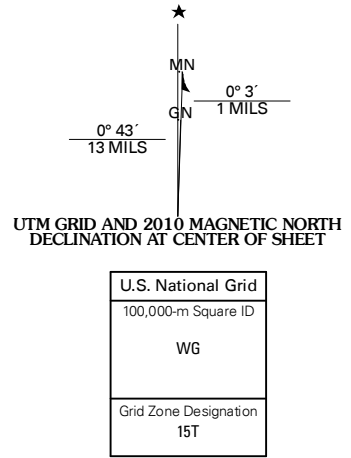 ★
MN
0° 3´
1 MILS
GN
0° 43´
13 MILS
UTM GRID AND 2010 MAGNETIC NORTH
DECLINATION AT CENTER OF SHEET
U.S. National Grid
100,000-m Square ID
WG
Grid Zone Designation
15T